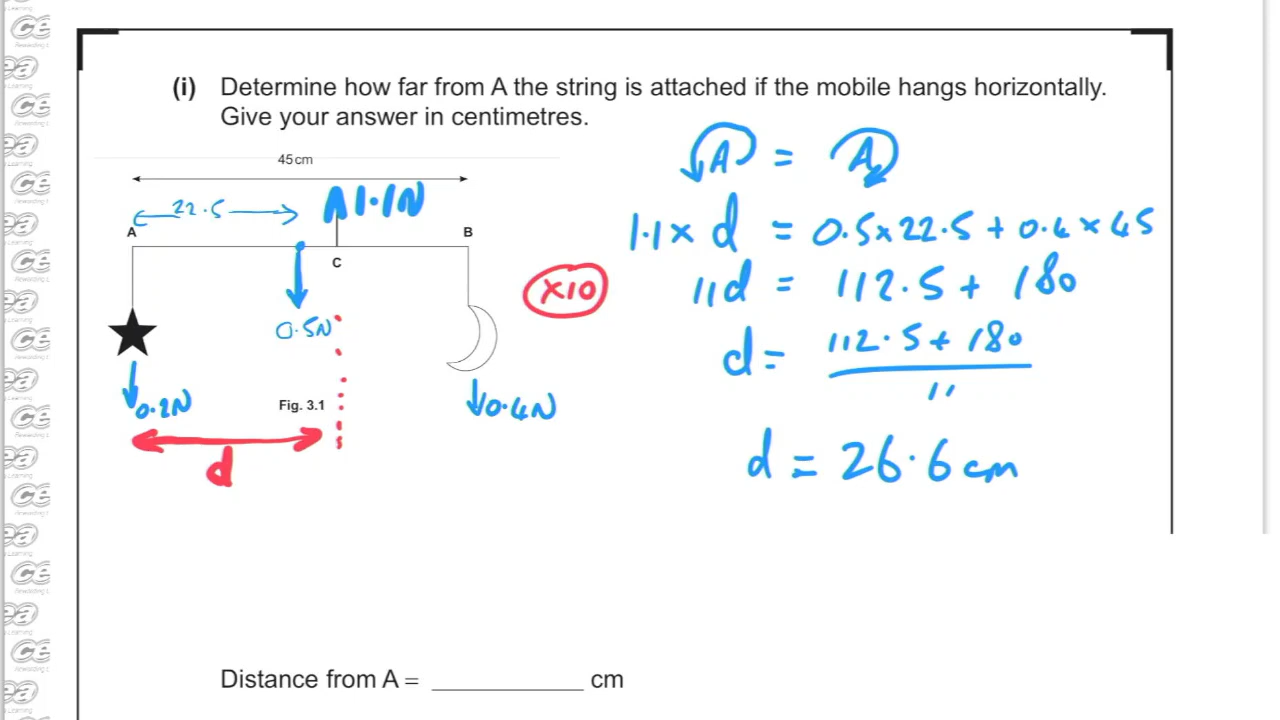 (i) Determine how far from A the string is attached if the mobile hangs horizontally.
Give your answer in centimetres.
45 cm
22.5
1.1N
A
B
C
0.5N
0.2N
Fig. 3.1
0.4N
d
×10
A = A
1.1 × d = 0.5 × 22.5 + 0.4 × 45
11d = 112.5 + 180
d = 112.5 + 180
11
d = 26.6 cm
Distance from A = ____________ cm